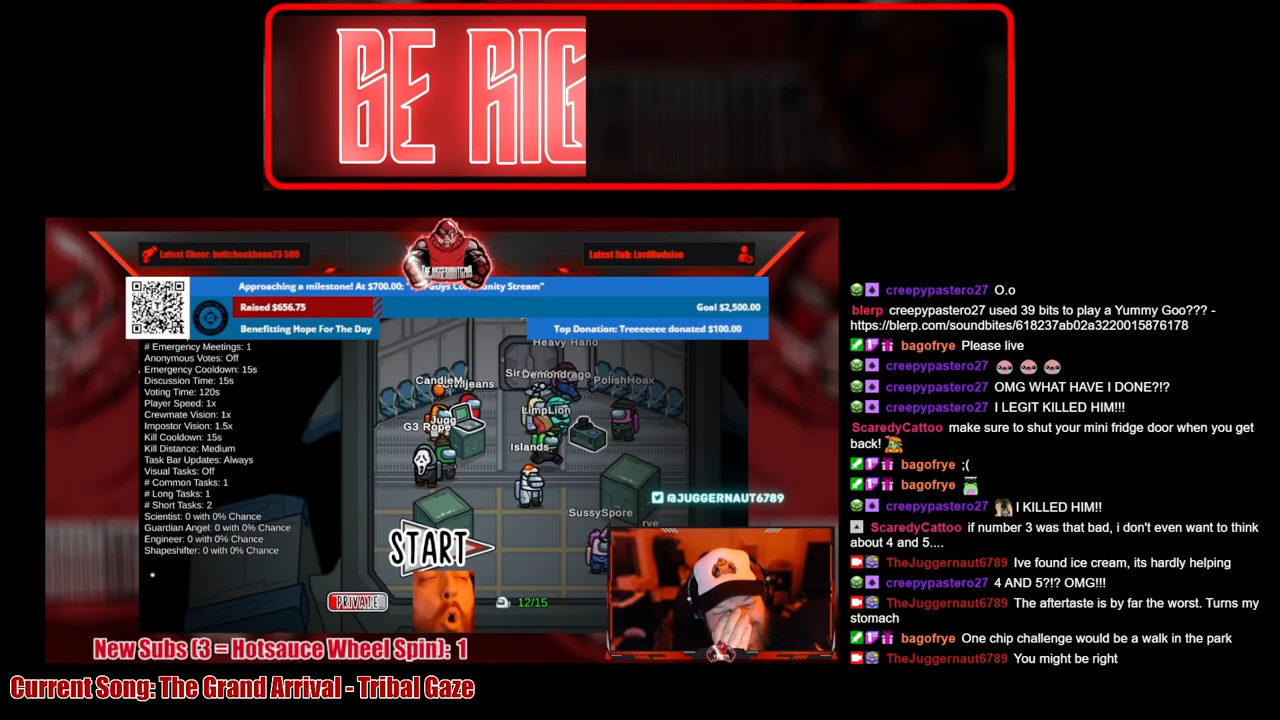 BE RIG
Latest Cheer: buttcheekbonu23 500
Latest Sub: LordDodaloo
THEJUGGERNAUT6789
Approaching a milestone! At $700.00:
Stream"
Raised $656.75
Goal $2,500.00
Benefitting Hope For The Day
Top Donation: Treeeeeee donated $100.00
# Emergency Meetings: 1
Anonymous Votes: Off
Emergency Cooldown: 15s
Discussion Time: 15s
Voting Time: 120s
Player Speed: 1x
Crewmate Vision: 1x
Impostor Vision: 1.5x
Kill Cooldown: 15s
Kill Distance: Medium
Task Bar Updates: Always
Visual Tasks: Off
# Common Tasks: 1
# Long Tasks: 1
# Short Tasks: 2
Scientist: 0 with 0% Chance
Guardian Angel: 0 with 0% Chance
Engineer: 0 with 0% Chance
Shapeshifter: 0 with 0% Chance
Heavy Hand
CandieM
Demondrago
PolishHoax
LimpLion
Jugg
G3 Rope
Islands
SussySpore
rve
@JUGGERNAUT6789
START
PRIVATE
12/15
New Subs (3 = Hotsauce Wheel Spin): 1
Current Song: The Grand Arrival - Tribal Gaze
creepypastero27 O.o
blerp creepypastero27 used 39 bits to play a Yummy Goo??? -
https://blerp.com/soundbites/618237ab02a3220015876178
bagofrye Please live
creepypastero27
creepypastero27 OMG WHAT HAVE I DONE?!?
creepypastero27 I LEGIT KILLED HIM!!!
ScaredyCattoo make sure to shut your mini fridge door when you get
back!
bagofrye ;(
bagofrye
creepypastero27 I KILLED HIM!!
ScaredyCattoo if number 3 was that bad, i don't even want to think
about 4 and 5....
TheJuggernaut6789 Ive found ice cream, its hardly helping
creepypastero27 4 AND 5?!? OMG!!!
TheJuggernaut6789 The aftertaste is by far the worst. Turns my
stomach
bagofrye One chip challenge would be a walk in the park
TheJuggernaut6789 You might be right